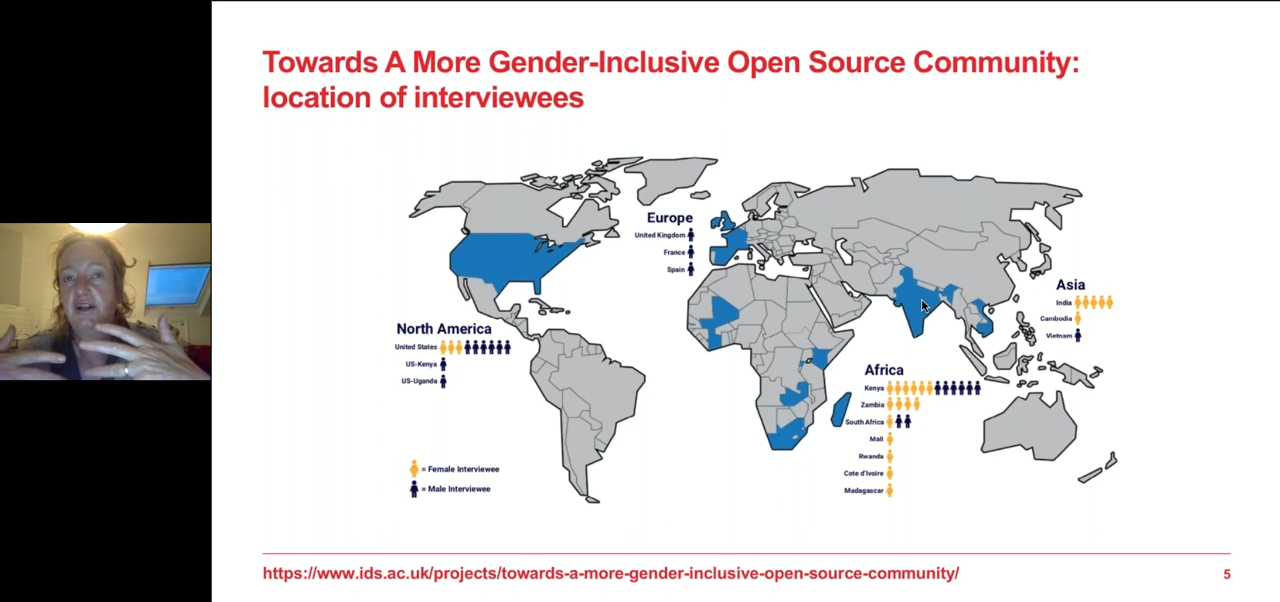 Towards A More Gender-Inclusive Open Source Community:
location of interviewees
Europe
United Kingdom
France
Spain
Asia
India
Cambodia
Vietnam
North America
United States
US-Kenya
US-Uganda
Africa
Kenya
Zambia
South Africa
Mali
Rwanda
Cote d'Ivoire
Madagascar
= Female Interviewee
= Male Interviewee
https://www.ids.ac.uk/projects/towards-a-more-gender-inclusive-open-source-community/
5